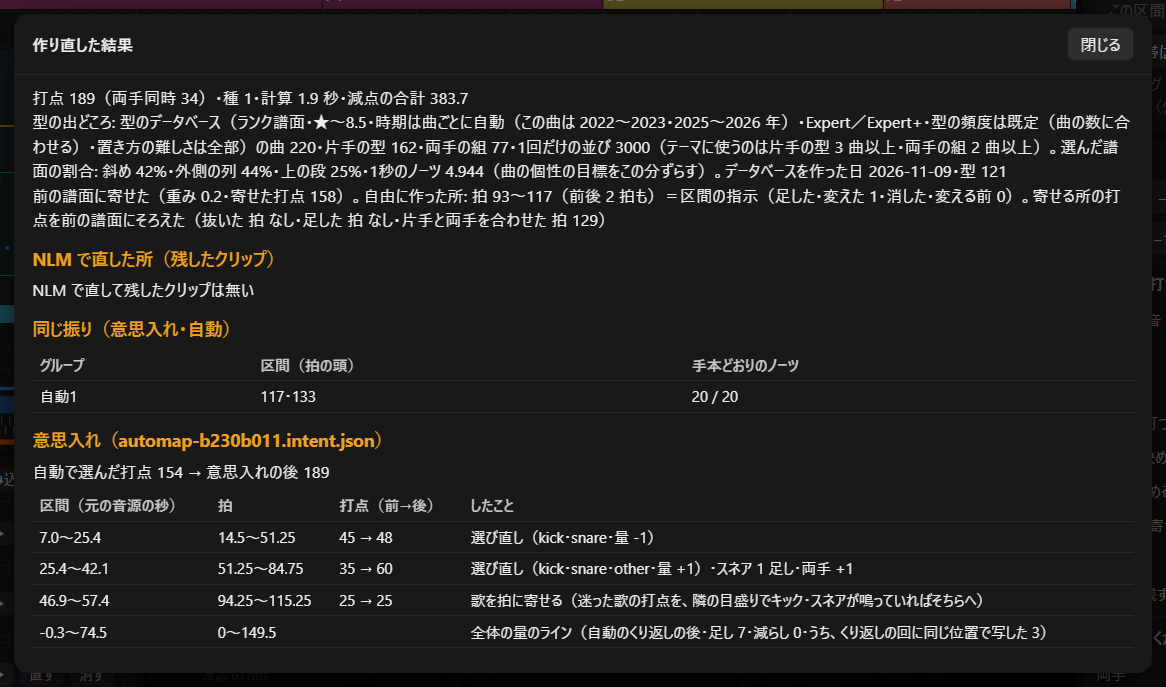 作り直した結果
閉じる
打点 189（両手同時 34）・種 1・計算 1.9 秒・減点の合計 383.7
型の出どころ: 型のデータベース（ランク譜面・★～8.5・時期は曲ごとに自動（この曲は 2022～2023・2025～2026 年）・Expert／Expert+・型の頻度は既定（曲の数に合
わせる）・置き方の難しさは全部）の曲 220・片手の型 162・両手の組 77・1回だけの並び 3000（テーマに使うのは片手の型 3 曲以上・両手の組 2 曲以上）。選んだ譜
面の割合: 斜め 42%・外側の列 44%・上の段 25%・1秒のノーツ 4.944（曲の個性の目標をこの分ずらす）。データベースを作った日 2026-11-09・型 121
前の譜面に寄せた（重み 0.2・寄せた打点 158）。自由に作った所: 拍 93～117（前後 2 拍も）＝区間の指示（足した・変えた 1・消した・変える前 0）。寄せる所の打
点を前の譜面にそろえた（抜いた 拍 なし・足した 拍 なし・片手と両手を合わせた 拍 129）
NLM で直した所（残したクリップ）
NLM で直して残したクリップは無い
同じ振り（意思入れ・自動）
グループ 区間（拍の頭） 手本どおりのノーツ
自動1 117・133 20 / 20
意思入れ（automap-b230b011.intent.json）
自動で選んだ打点 154 → 意思入れの後 189
区間（元の音源の秒） 拍 打点（前→後） したこと
7.0～25.4 14.5～51.25 45 → 48 選び直し（kick・snare・量 -1）
25.4～42.1 51.25～84.75 35 → 60 選び直し（kick・snare・other・量 +1）・スネア 1 足し・両手 +1
46.9～57.4 94.25～115.25 25 → 25 歌を拍に寄せる（迷った歌の打点を、隣の目盛りでキック・スネアが鳴っていればそちらへ）
-0.3～74.5 0～149.5 全体の量のライン（自動のくり返しの後・足し 7・減らし 0・うち、くり返しの回に同じ位置で写した 3）
直す 消す
両手